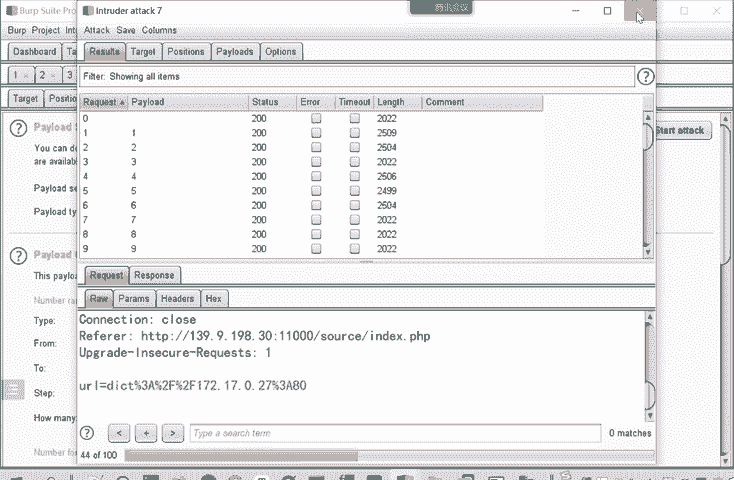 Burp Suite Pro
Intruder attack 7
腾讯会议
Burp Project Int
Attack Save Columns
Dashboard Ta
Results Target Positions Payloads Options
1 × 2 × 3
Filter: Showing all items
?
Target Positio
Request Payload Status Error Timeout Length Comment
0 200 2022
1 1 200 2509
2 2 200 2504
3 3 200 2022
4 4 200 2506
5 5 200 2499
6 6 200 2504
7 7 200 2022
8 8 200 2022
9 9 200 2022
? Payload S
Start attack
You can de
are availabl
Payload se
Payload ty
? Payload
This payloa
Number ran
Type:
From:
To:
Step:
How many
Number fo
Request Response
Raw Params Headers Hex
Connection: close
Referer: http://139.9.198.30:11000/source/index.php
Upgrade-Insecure-Requests: 1
url=dict%3A%2F%2F172.17.0.27%3A80
? < + > Type a search term 0 matches
44 of 100